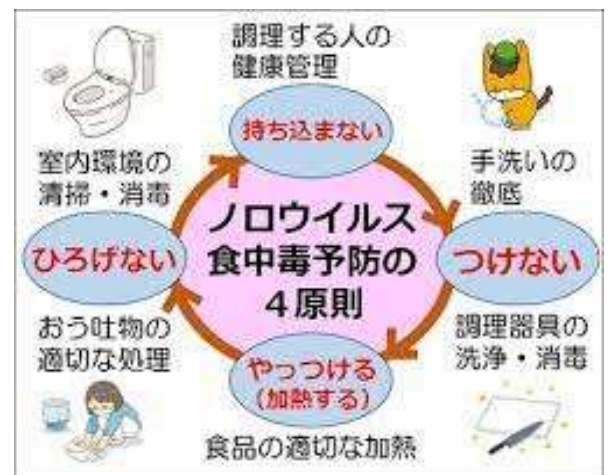 調理する人の
健康管理
持ち込まない
室内環境の
清掃・消毒
手洗いの
徹底
ひろげない
ノロウイルス
食中毒予防の
4原則
つけない
おう吐物の
適切な処理
調理器具の
洗浄・消毒
やっつける
(加熱する)
食品の適切な加熱